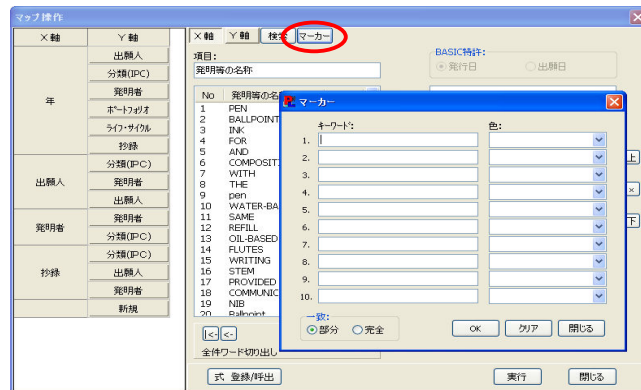 マップ操作
X 軸 Y 軸
年
出願人
分類(IPC)
発明者
ポートフォリオ
ライフ・サイクル
抄録
出願人
分類(IPC)
発明者
出願人
発明者
発明者
分類(IPC)
抄録
分類(IPC)
出願人
発明者
新規
X 軸 Y 軸 マーカー
項目:
発明等の名称
BASIC特許:
発行日 出願日
No 発明等の名
1 PEN
2 BALLPOINT
3 INK
4 FOR
5 AND
6 COMPOSIT
7 WITH
8 THE
9 pen
10 WATER-BA
11 SAME
12 REFILL
13 OIL-BASED
14 FLUTES
15 WRITING
16 STEM
17 PROVIDED
18 COMMUNIC
19 NIB
20 Ballpoint
|<- <-
全件ワード切り出し
式 登録/呼出
実行 閉じる
上
×
下
マーカー
キーワード: 色:
1.
2.
3.
4.
5.
6.
7.
8.
9.
10.
一致:
部分 完全
OK クリア 閉じる